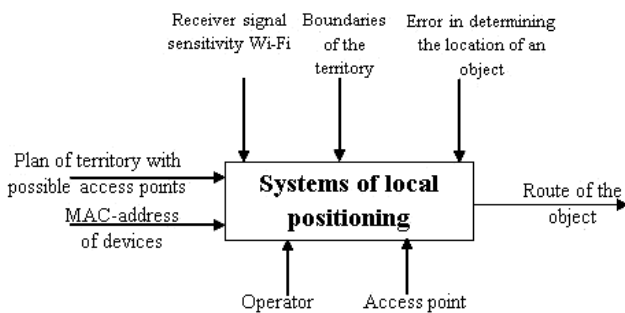 Receiver signal
sensitivity Wi-Fi
Boundaries
of the
territory
Error in determining
the location of an
object
Plan of territory with
possible access points
MAC-address
of devices
Systems of local
positioning
Route of the
object
Operator
Access point